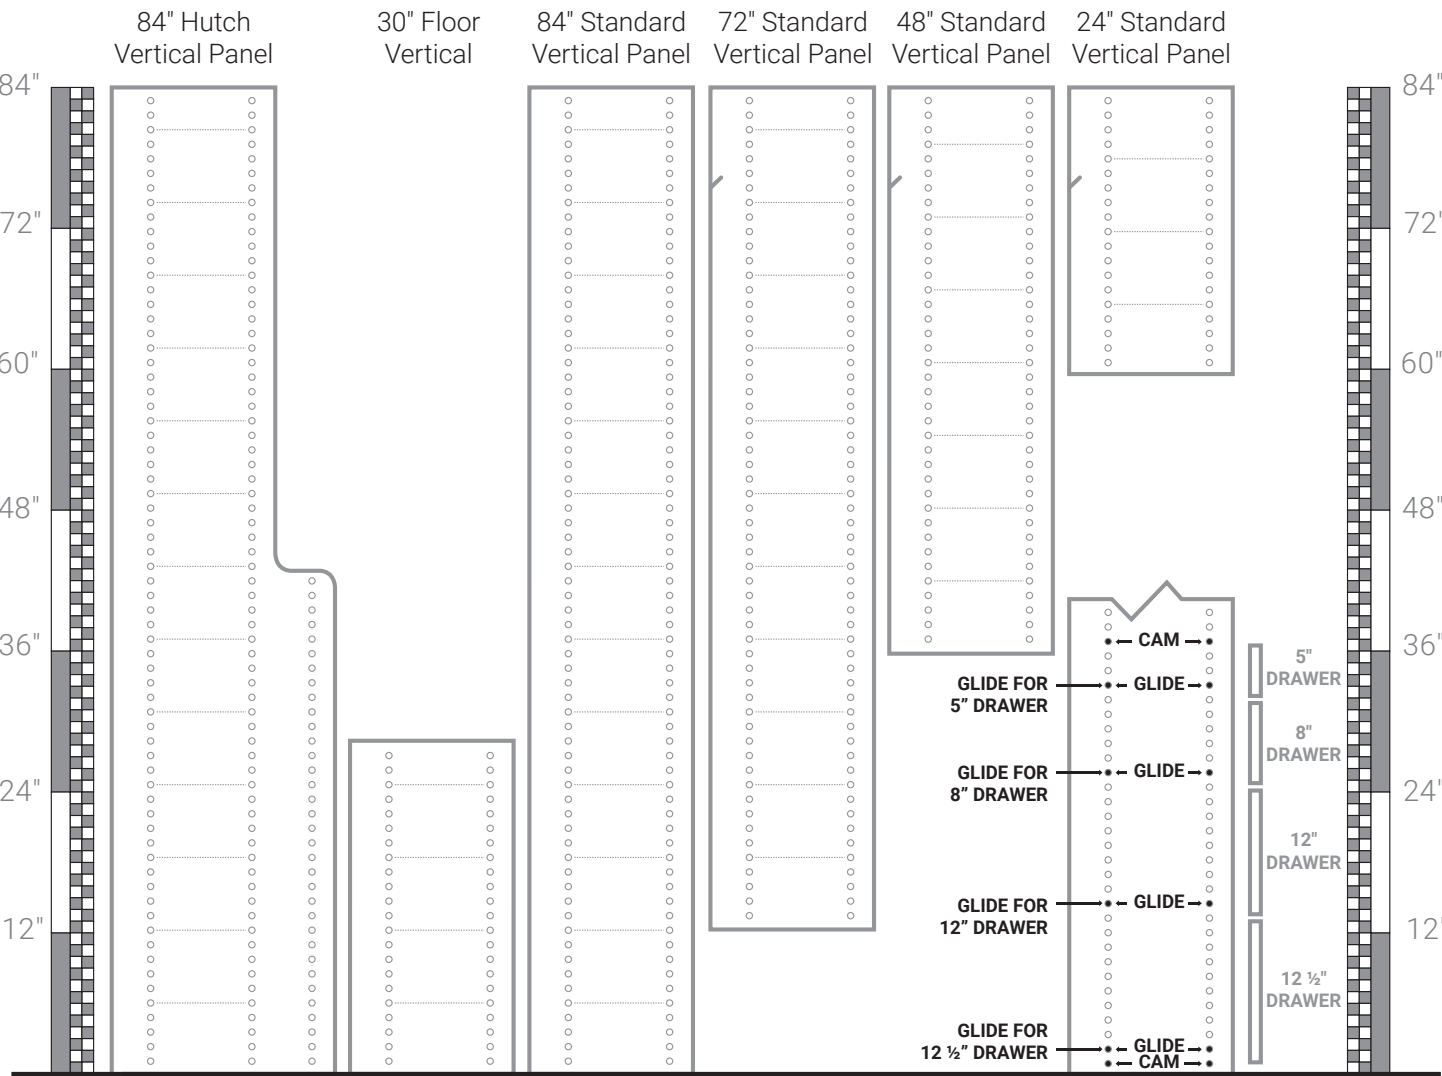 84" Hutch
Vertical Panel
30" Floor
Vertical
84" Standard
Vertical Panel
72" Standard
Vertical Panel
48" Standard
Vertical Panel
24" Standard
Vertical Panel
84"
72"
60"
48"
36"
24"
12"
84"
72"
60"
48"
36"
24"
12"
CAM
GLIDE FOR
5” DRAWER
GLIDE
GLIDE FOR
8” DRAWER
GLIDE
GLIDE FOR
12” DRAWER
GLIDE
GLIDE FOR
12 ½” DRAWER
GLIDE
CAM
5"
DRAWER
8"
DRAWER
12"
DRAWER
12 ½"
DRAWER